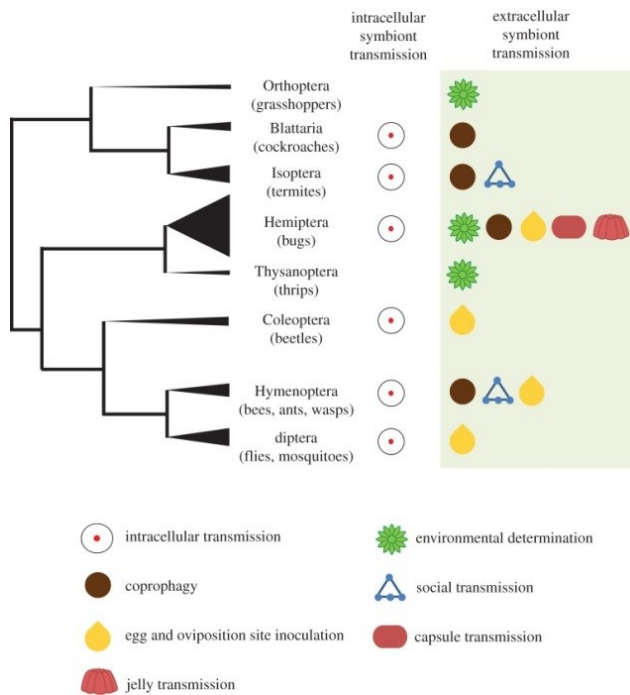 intracellular
symbiont
transmission
extracellular
symbiont
transmission
Orthoptera
(grasshoppers)
Blattaria
(cockroaches)
Isoptera
(termites)
Hemiptera
(bugs)
Thysanoptera
(thrips)
Coleoptera
(beetles)
Hymenoptera
(bees, ants, wasps)
diptera
(flies, mosquitoes)
intracellular transmission
environmental determination
coprophagy
social transmission
egg and oviposition site inoculation
capsule transmission
jelly transmission